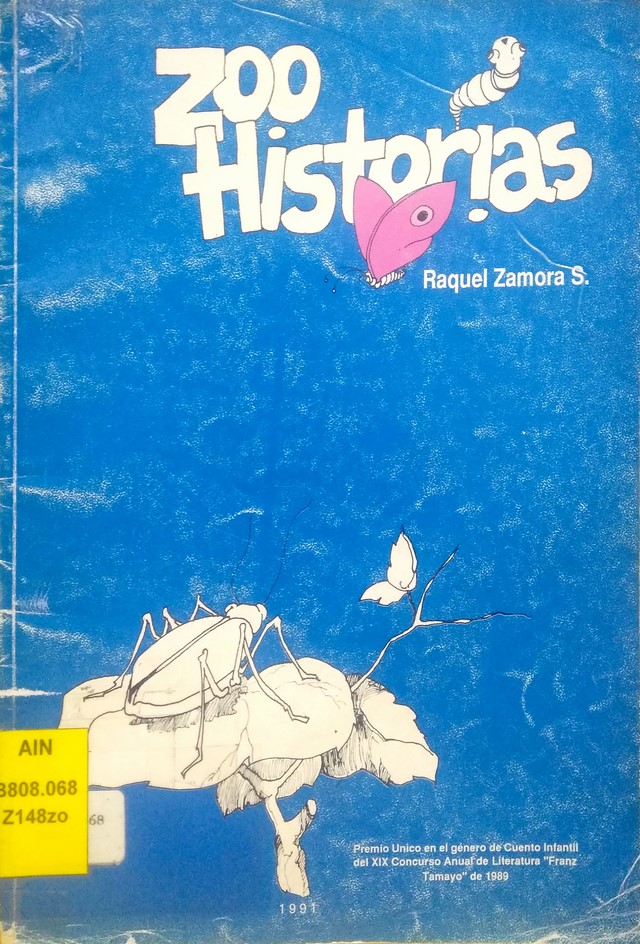 ZOO
Historias
Raquel Zamora S.
AIN
3808.068
Z148zo
68
Premio Unico en el género de Cuento Infantil
del XIX Concurso Anual de Literatura "Franz
Tamayo" de 1989
1991